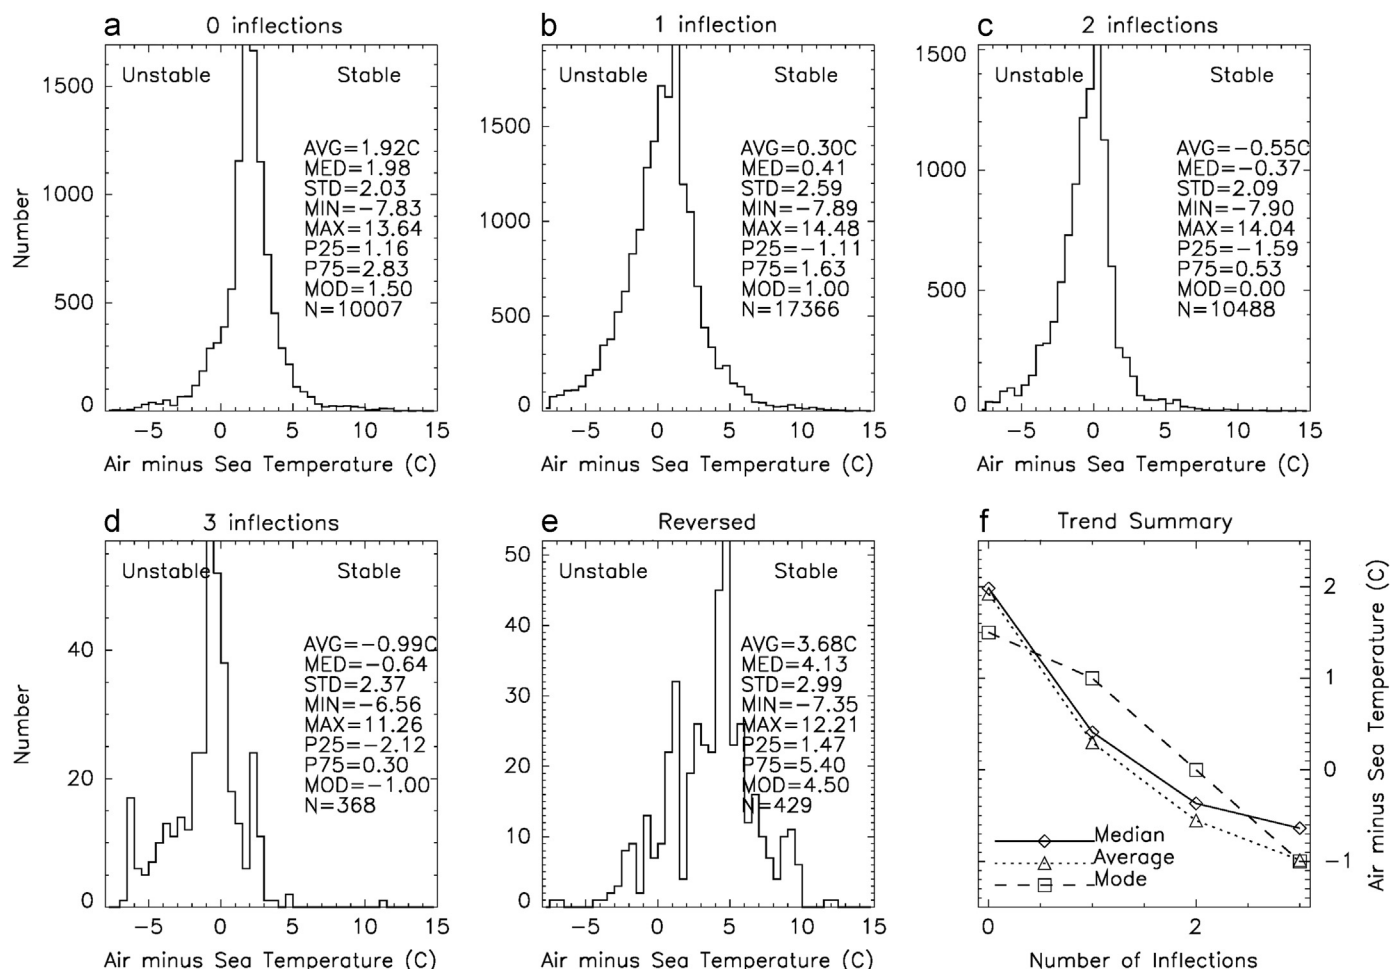 a 0 inflections
Unstable Stable
1500
1000
500
0
Number
AVG=1.92C
MED=1.98
STD=2.03
MIN=−7.83
MAX=13.64
P25=1.16
P75=2.83
MOD=1.50
N=10007
−5 0 5 10 15
Air minus Sea Temperature (C)
b 1 inflection
Unstable Stable
1500
1000
500
0
AVG=0.30C
MED=0.41
STD=2.59
MIN=−7.89
MAX=14.48
P25=−1.11
P75=1.63
MOD=1.00
N=17366
−5 0 5 10 15
Air minus Sea Temperature (C)
c 2 inflections
Unstable Stable
1500
1000
500
0
AVG=−0.55C
MED=−0.37
STD=2.09
MIN=−7.90
MAX=14.04
P25=−1.59
P75=0.53
MOD=0.00
N=10488
−5 0 5 10 15
Air minus Sea Temperature (C)
d 3 inflections
Unstable Stable
40
20
0
Number
AVG=−0.99C
MED=−0.64
STD=2.37
MIN=−6.56
MAX=11.26
P25=−2.12
P75=0.30
MOD=−1.00
N=368
−5 0 5 10 15
Air minus Sea Temperature (C)
e Reversed
Unstable Stable
50
40
30
20
10
0
AVG=3.68C
MED=4.13
STD=2.99
MIN=−7.35
MAX=12.21
P25=1.47
P75=5.40
MOD=4.50
N=429
−5 0 5 10 15
Air minus Sea Temperature (C)
f Trend Summary
2
1
0
−1
Air minus Sea Temperature (C)
Median
Average
Mode
0 2
Number of Inflections